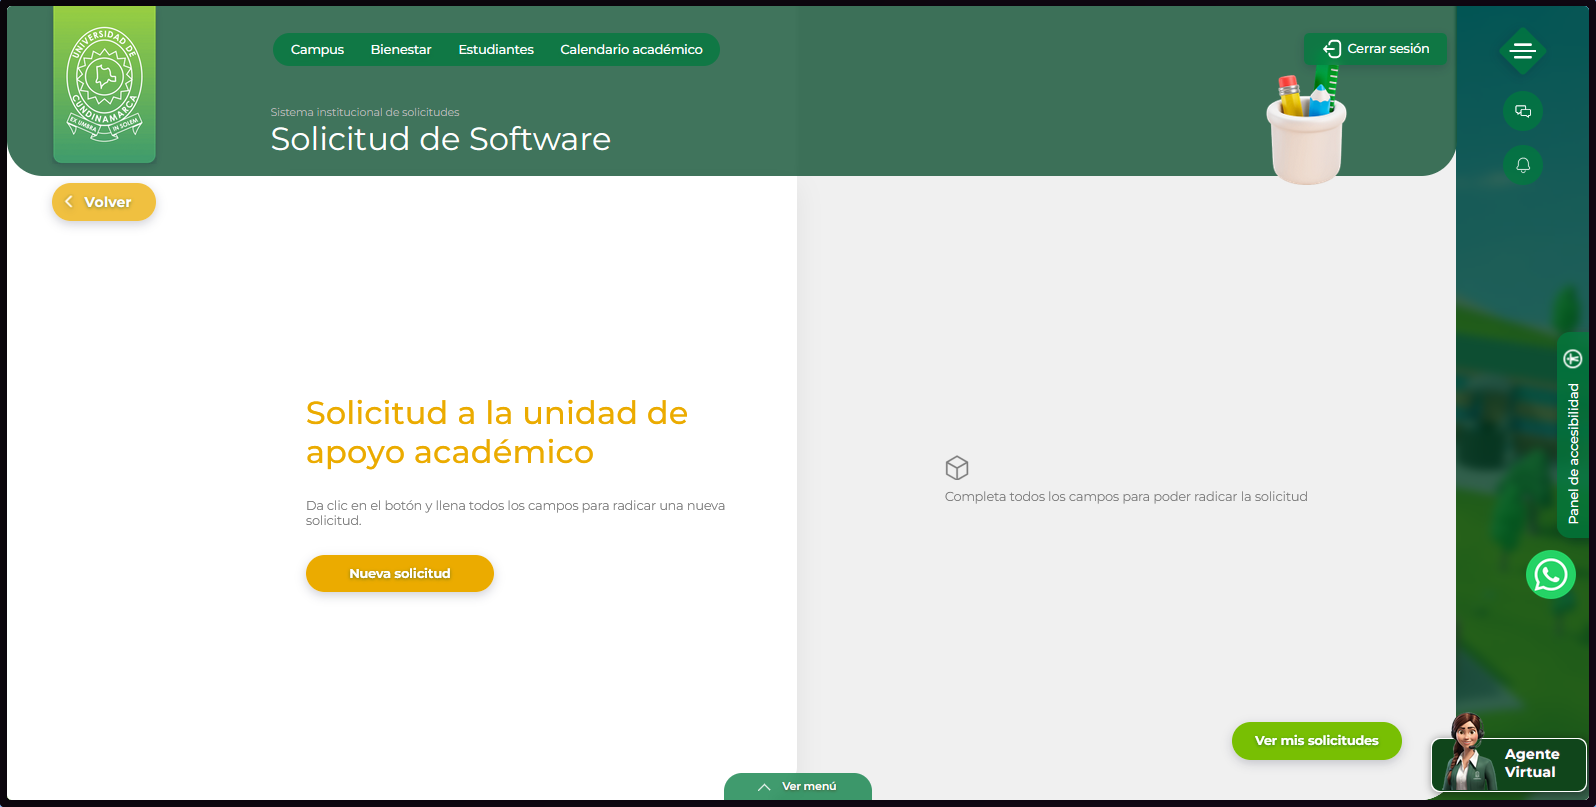 UNIVERSIDAD DE
CUNDINAMARCA
EX UMBRA IN SOLEM
Campus Bienestar Estudiantes Calendario académico
Cerrar sesión
Sistema institucional de solicitudes
Solicitud de Software
Volver
Solicitud a la unidad de
apoyo académico
Da clic en el botón y llena todos los campos para radicar una nueva
solicitud.
Nueva solicitud
Completa todos los campos para poder radicar la solicitud
Ver mis solicitudes
Ver menú
Panel de accesibilidad
Agente
Virtual